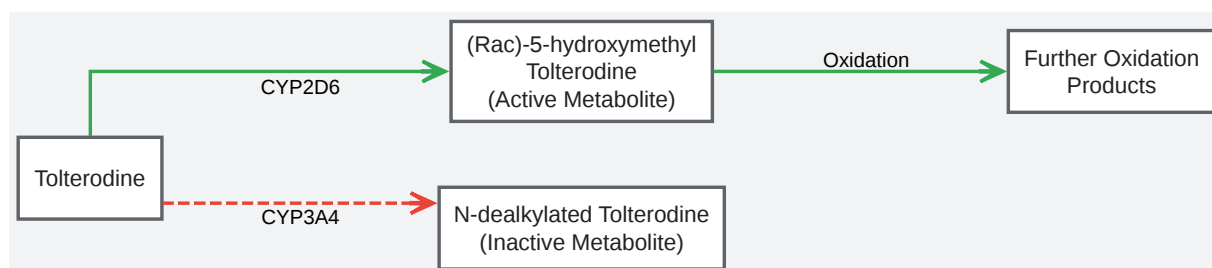 (Rac)-5-hydroxymethyl
Tolterodine
(Active Metabolite)
Oxidation
Further Oxidation
Products
CYP2D6
Tolterodine
CYP3A4
N-dealkylated Tolterodine
(Inactive Metabolite)